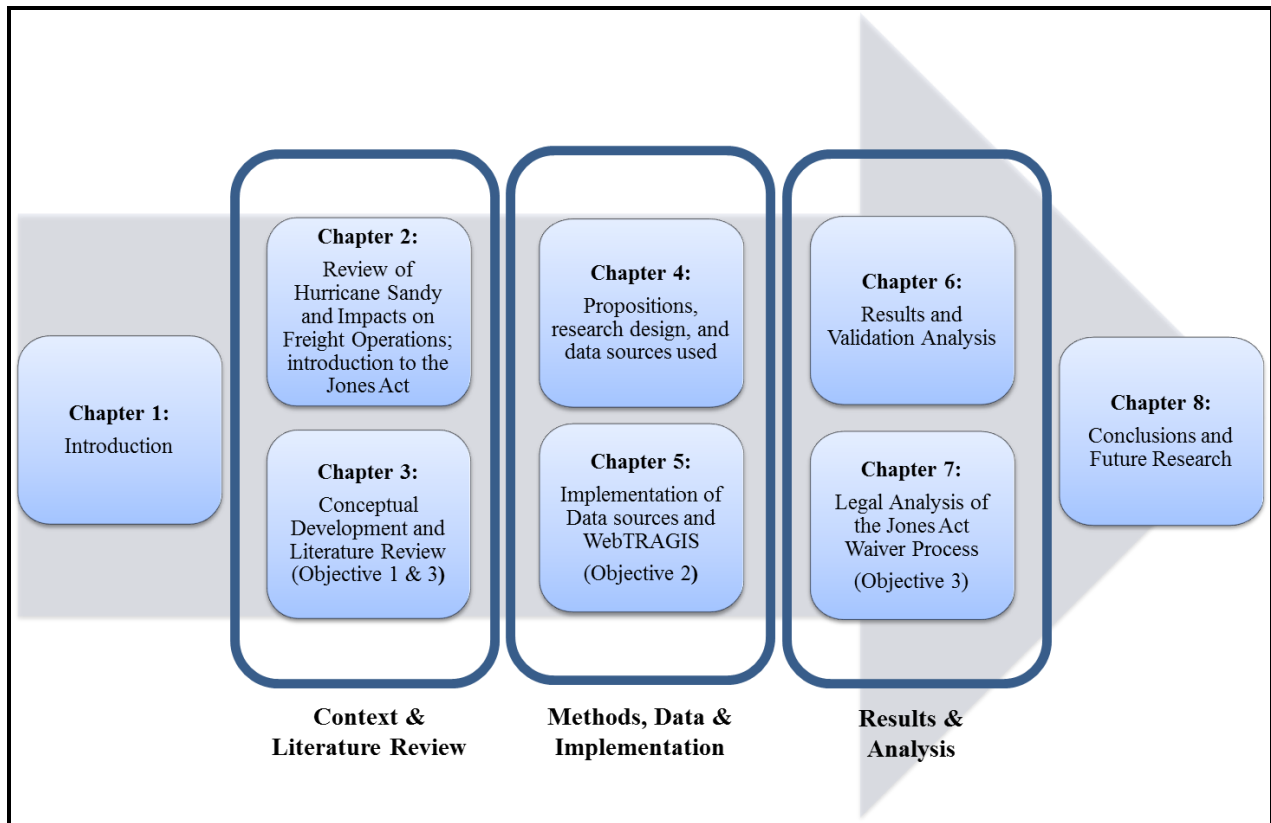 Chapter 1:
Introduction
Chapter 2:
Review of
Hurricane Sandy
and Impacts on
Freight Operations;
introduction to the
Jones Act
Chapter 3:
Conceptual
Development and
Literature Review
(Objective 1 & 3)
Context &
Literature Review
Chapter 4:
Propositions,
research design, and
data sources used
Chapter 5:
Implementation of
Data sources and
WebTRAGIS
(Objective 2)
Methods, Data &
Implementation
Chapter 6:
Results and
Validation Analysis
Chapter 7:
Legal Analysis of
the Jones Act
Waiver Process
(Objective 3)
Results &
Analysis
Chapter 8:
Conclusions and
Future Research